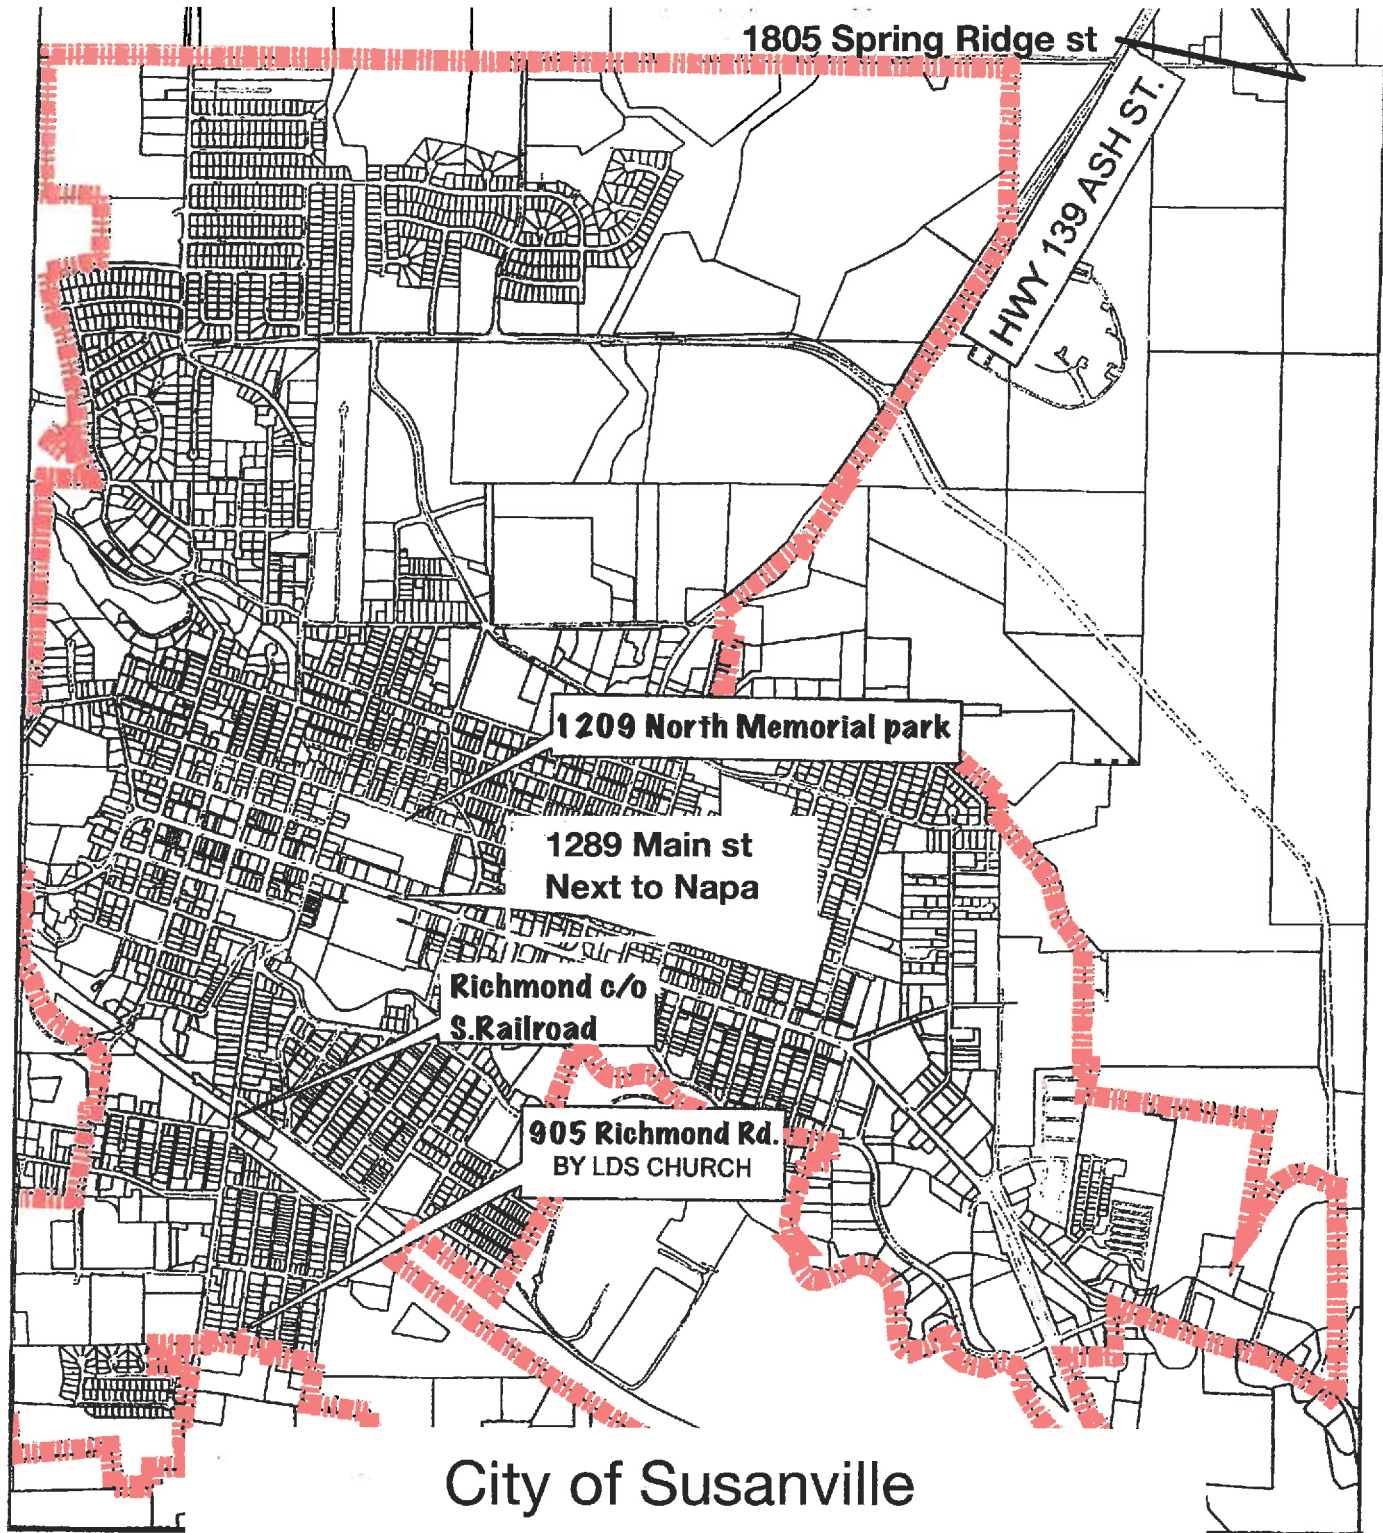 1805 Spring Ridge st
HWY 139 ASH ST.
1209 North Memorial park
1289 Main st
Next to Napa
Richmond c/o
S.Railroad
905 Richmond Rd.
BY LDS CHURCH
City of Susanville